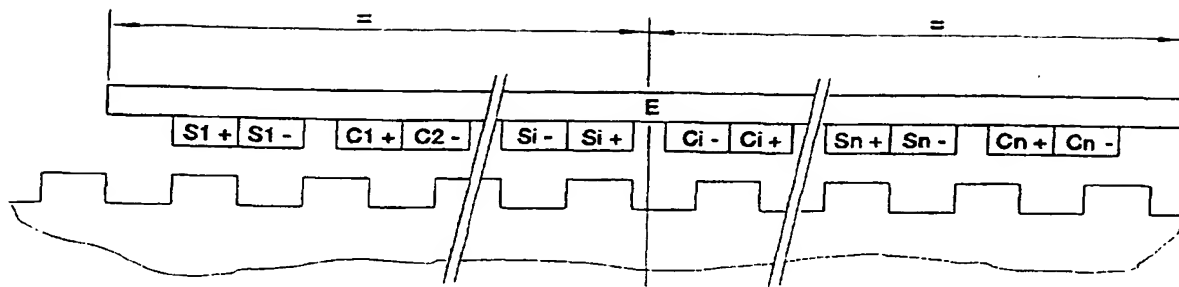 = =
E
S1+ S1- C1+ C2- Si- Si+ Ci- Ci+ Sn+ Sn- Cn+ Cn-